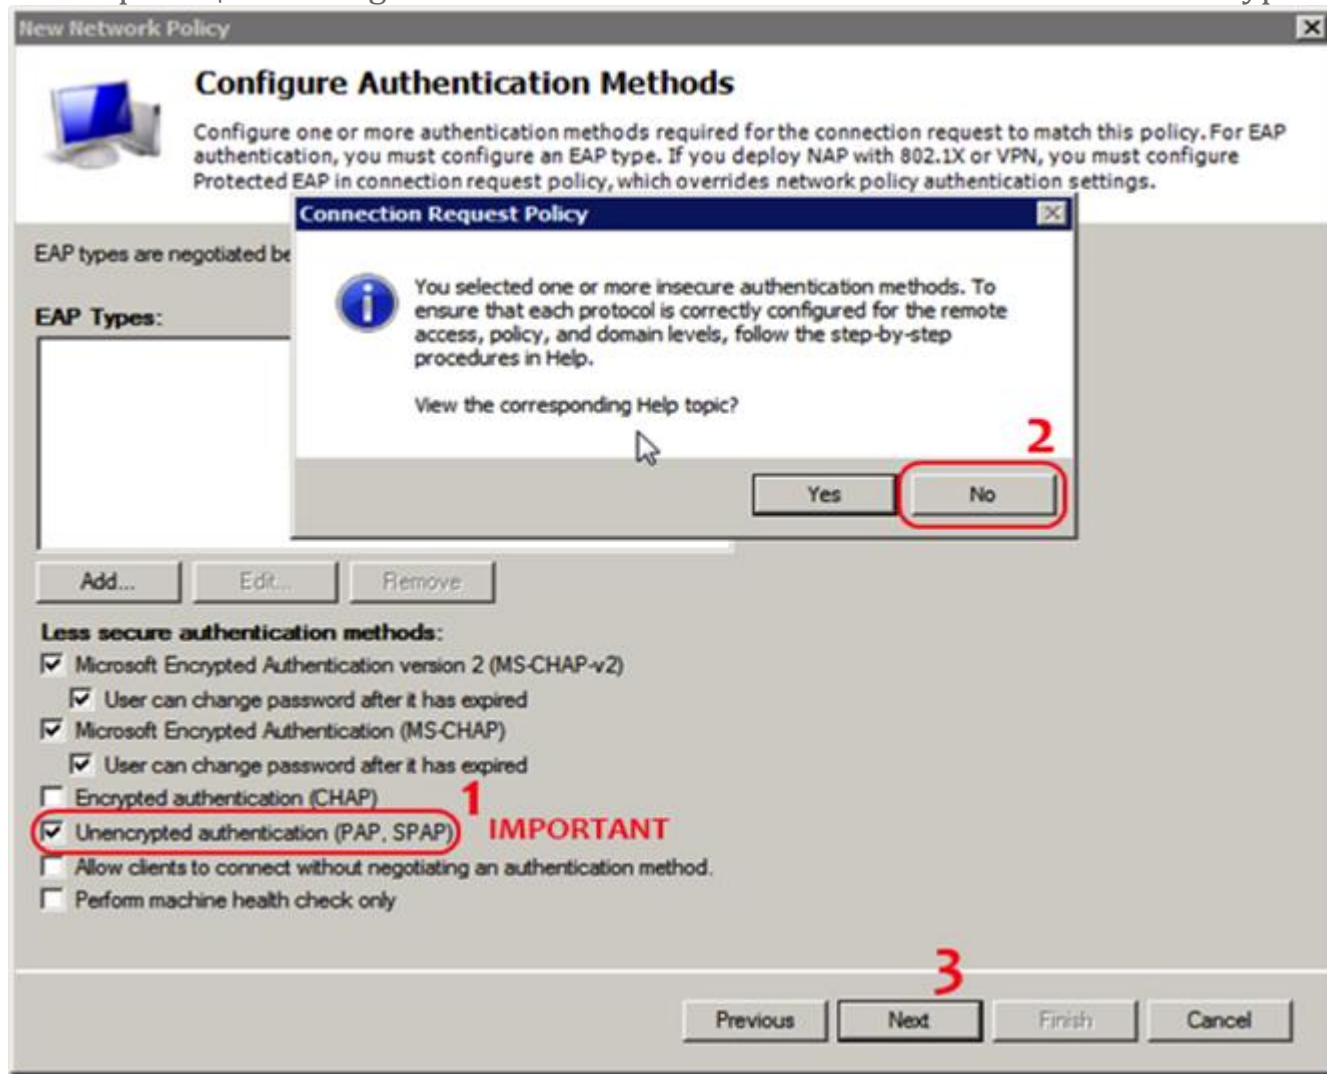 New Network Policy
Configure Authentication Methods
Configure one or more authentication methods required for the connection request to match this policy. For EAP
authentication, you must configure an EAP type. If you deploy NAP with 802.1X or VPN, you must configure
Protected EAP in connection request policy, which overrides network policy authentication settings.
Connection Request Policy
EAP types are negotiated be
You selected one or more insecure authentication methods. To
ensure that each protocol is correctly configured for the remote
access, policy, and domain levels, follow the step-by-step
procedures in Help.
View the corresponding Help topic?
2
Yes
No
EAP Types:
Add...
Edit...
Remove
Less secure authentication methods:
Microsoft Encrypted Authentication version 2 (MS-CHAP-v2)
User can change password after it has expired
Microsoft Encrypted Authentication (MS-CHAP)
User can change password after it has expired
Encrypted authentication (CHAP)
1
Unencrypted authentication (PAP, SPAP)
IMPORTANT
Allow clients to connect without negotiating an authentication method.
Perform machine health check only
3
Previous
Next
Finish
Cancel